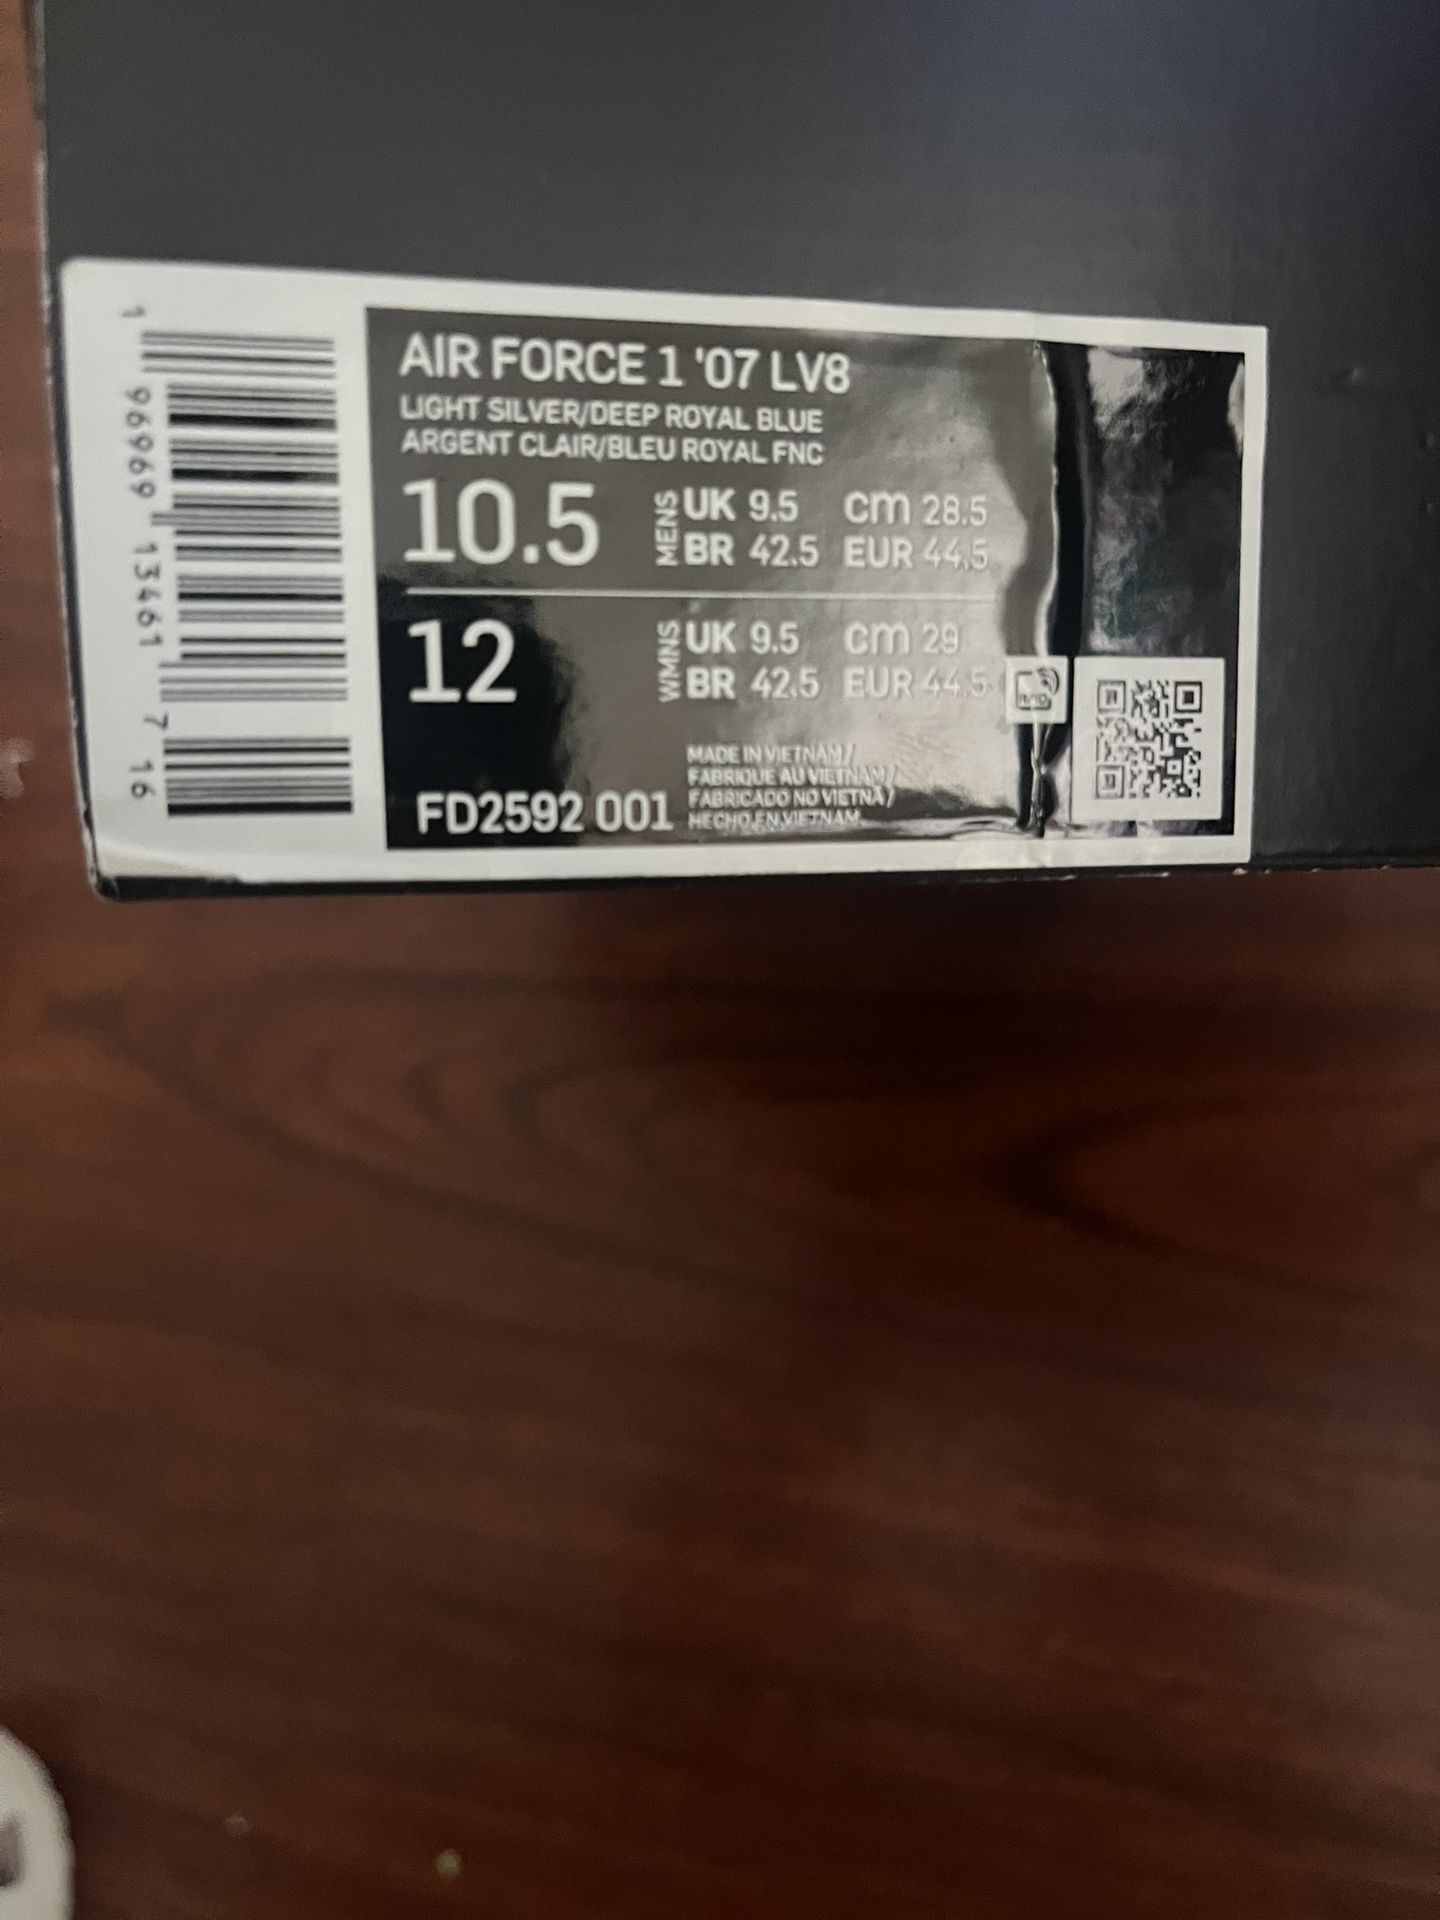 AIR FORCE 1 '07 LV8
LIGHT SILVER/DEEP ROYAL BLUE
ARGENT CLAIR/BLEU ROYAL FNC
10.5 MENS UK 9.5 cm 28.5
BR 42.5 EUR 44.5
12 WMNS UK 9.5 cm 29
BR 42.5 EUR 44.5
MADE IN VIETNAM /
FABRIQUE AU VIETNAM /
FABRICADO NO VIETNÃ /
HECHO EN VIETNAM
FD2592 001
1 96969 13461 7 16